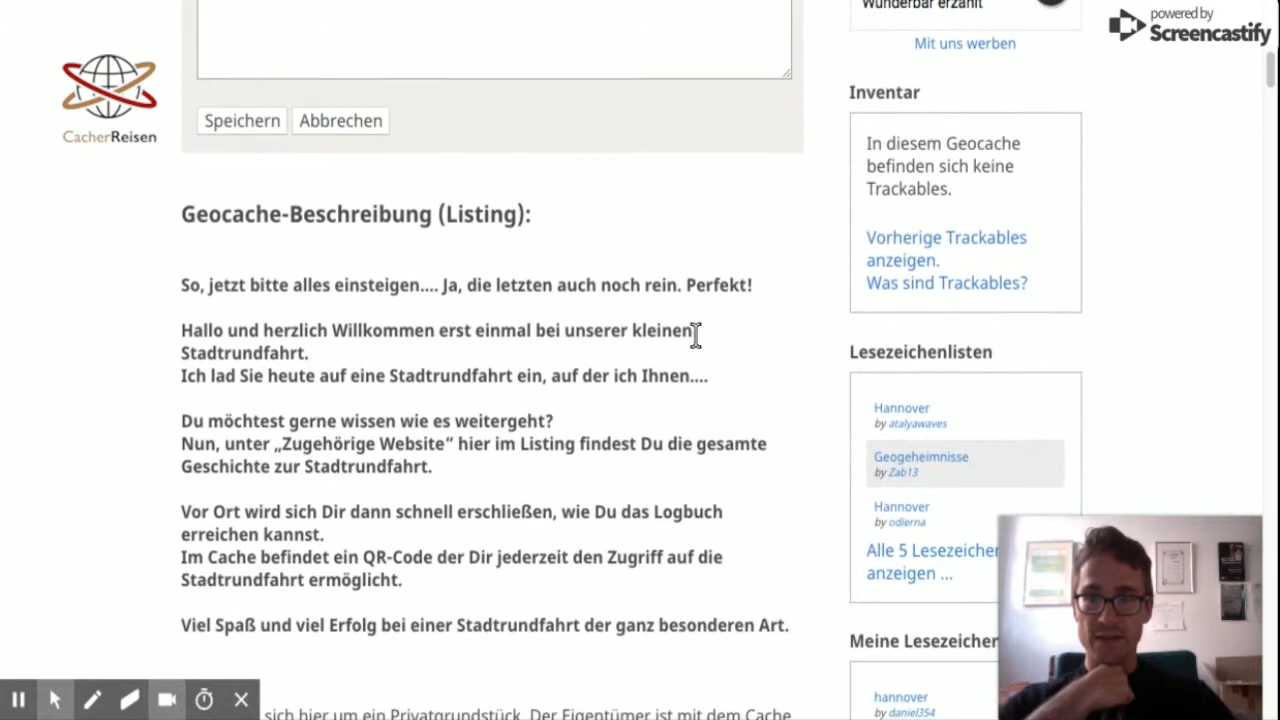 Wunderbar erzählt
powered by
Screencastify
Mit uns werben
CacherReisen
Speichern
Abbrechen
Geocache-Beschreibung (Listing):
So, jetzt bitte alles einsteigen.... Ja, die letzten auch noch rein. Perfekt!
Hallo und herzlich Willkommen erst einmal bei unserer kleinen
Stadtrundfahrt.
Ich lad Sie heute auf eine Stadtrundfahrt ein, auf der ich Ihnen....
Du möchtest gerne wissen wie es weitergeht?
Nun, unter „Zugehörige Website“ hier im Listing findest Du die gesamte
Geschichte zur Stadtrundfahrt.
Vor Ort wird sich Dir dann schnell erschließen, wie Du das Logbuch
erreichen kannst.
Im Cache befindet ein QR-Code der Dir jederzeit den Zugriff auf die
Stadtrundfahrt ermöglicht.
Viel Spaß und viel Erfolg bei einer Stadtrundfahrt der ganz besonderen Art.
sich hier um ein Privatgrundstück. Der Eigentümer ist mit dem Cache
Inventar
In diesem Geocache
befinden sich keine
Trackables.
Vorherige Trackables
anzeigen.
Was sind Trackables?
Lesezeichenlisten
Hannover
by atalyawaves
Geogeheimnisse
by Zab13
Hannover
by odierna
Alle 5 Lesezeichen
anzeigen ...
Meine Lesezeichen
hannover
by daniel354